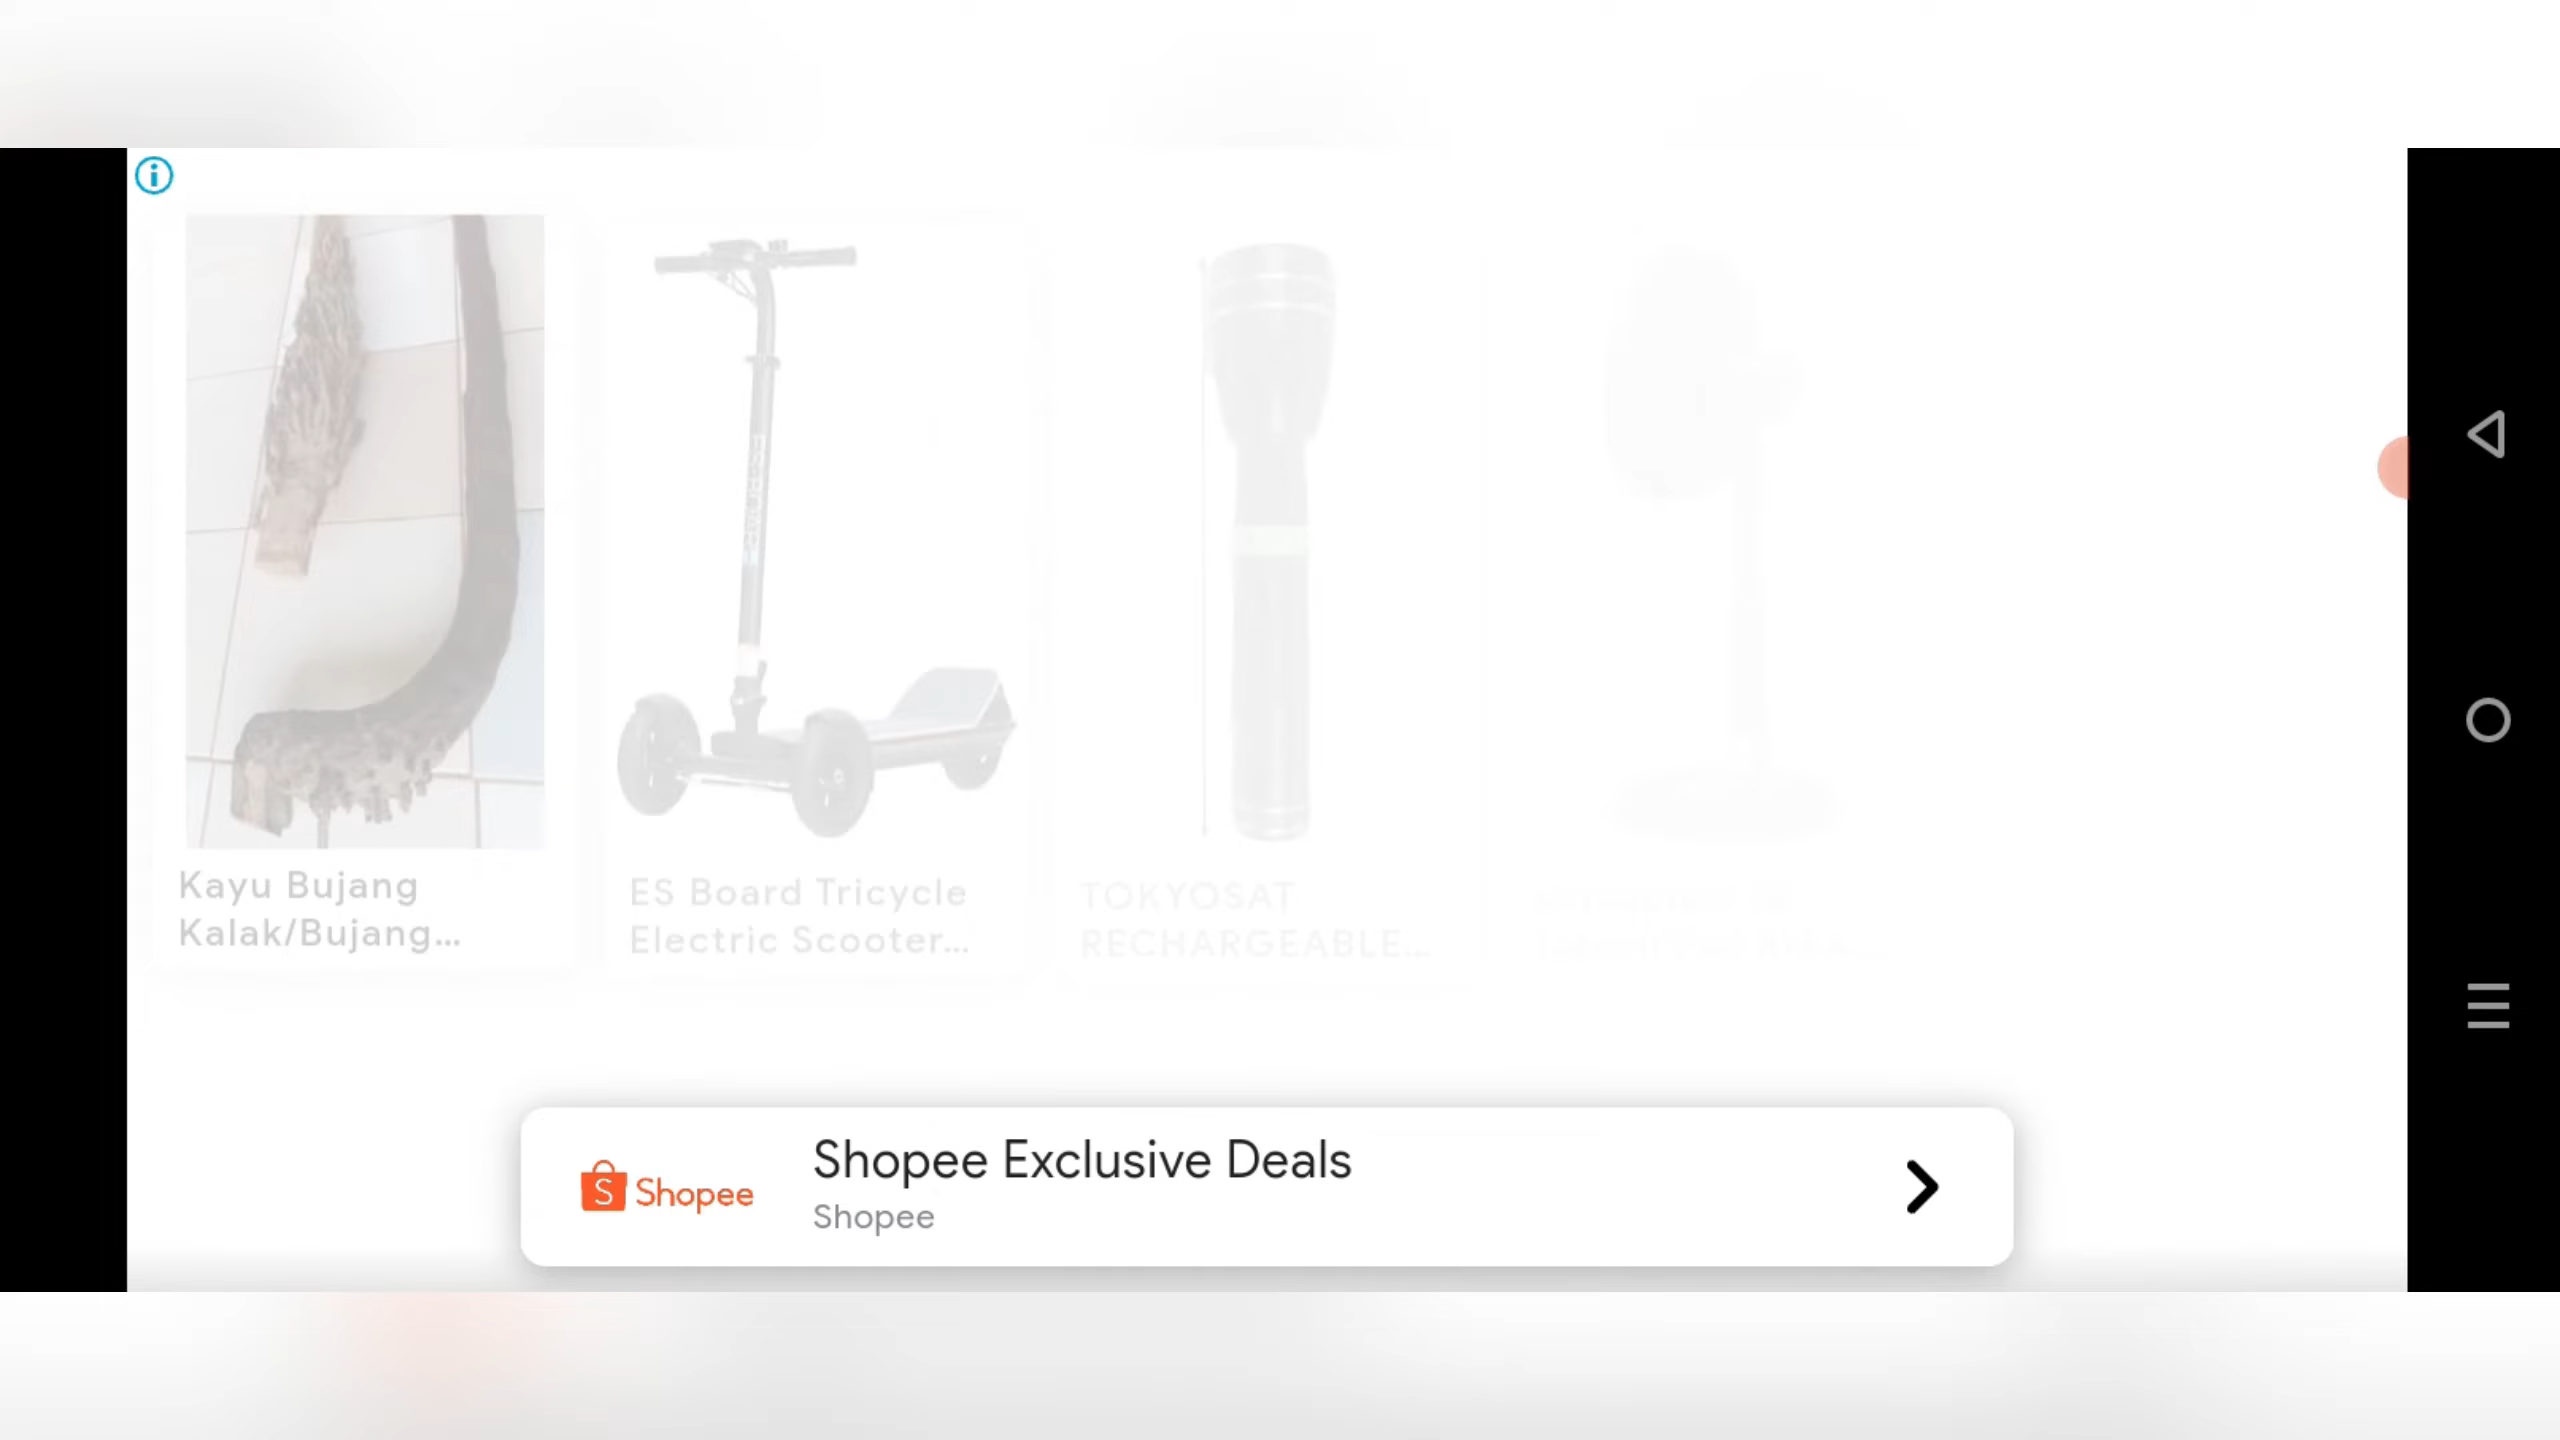 Kayu Bujang
Kalak/Bujang...
ES Board Tricycle
Electric Scooter...
TOKYOSAT
RECHARGEABLE...
Shopee
Shopee Exclusive Deals
Shopee